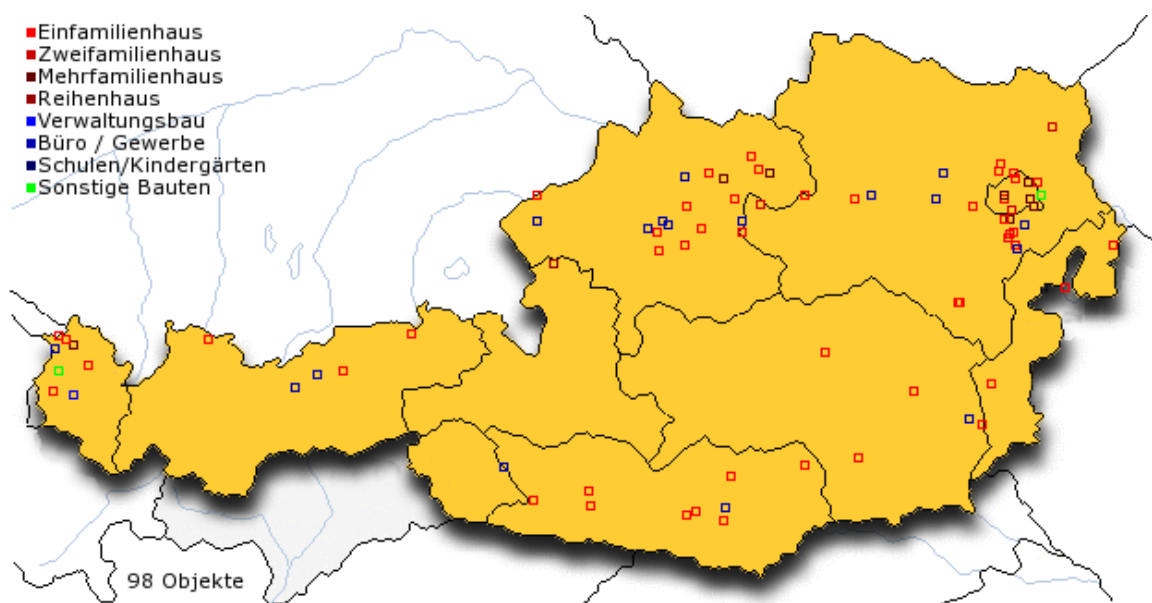 Einfamilienhaus
Zweifamilienhaus
Mehrfamilienhaus
Reihenhaus
Verwaltungsbau
Büro / Gewerbe
Schulen/Kindergärten
Sonstige Bauten
98 Objekte